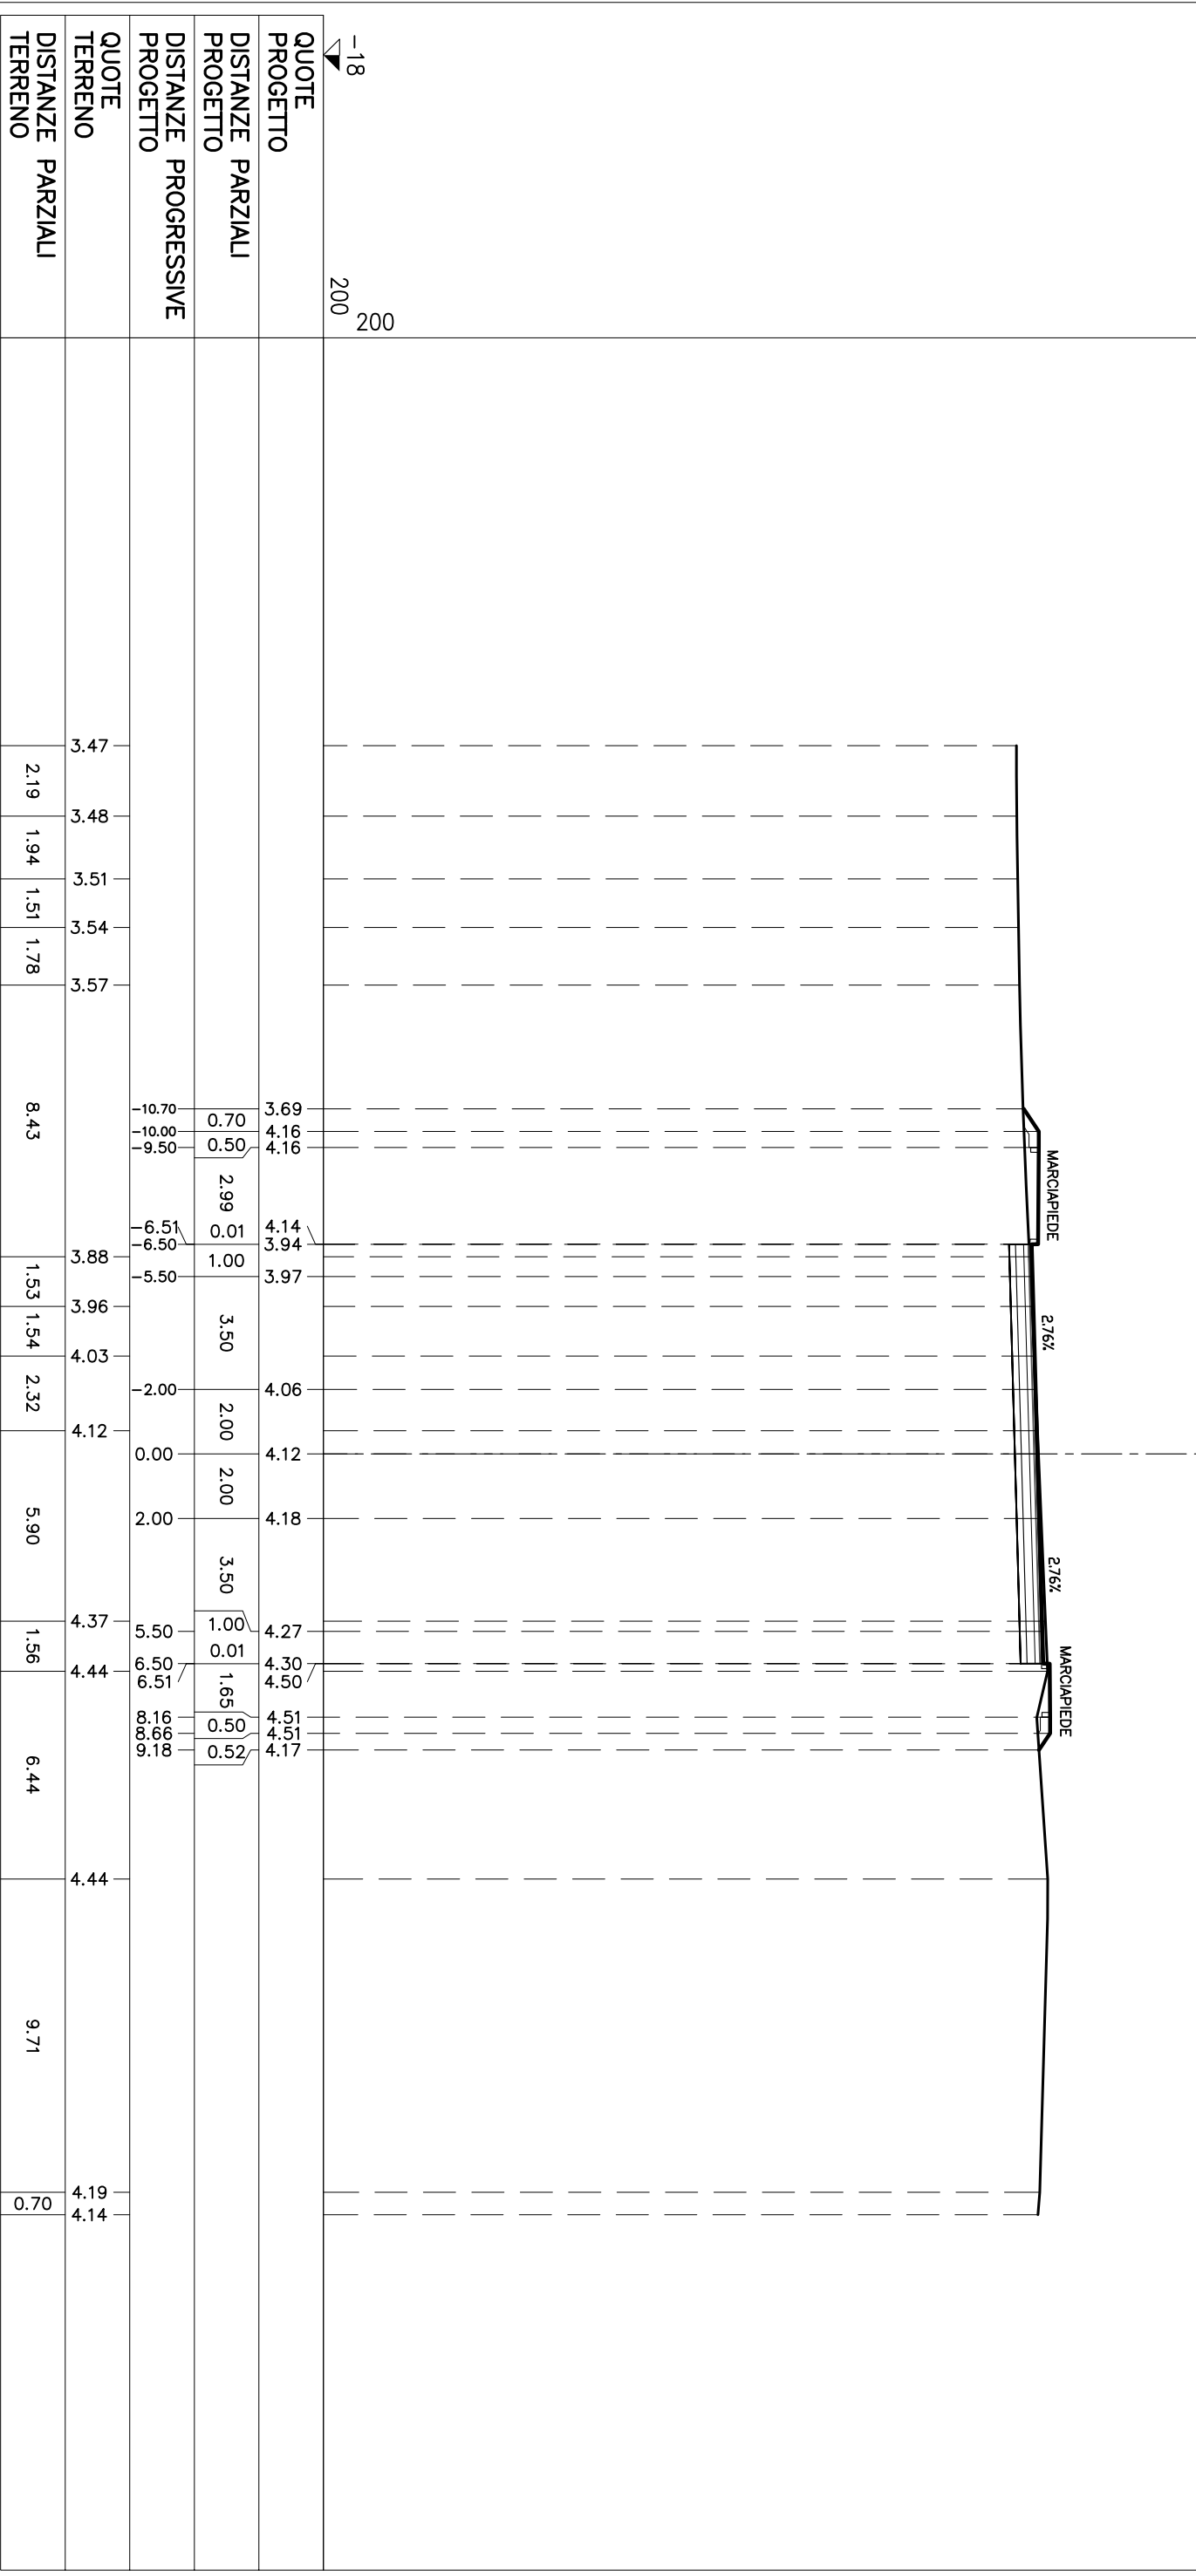 -18
200
200
QUOTE
PROGETTO
3.69 4.16 4.16 4.14 3.94 3.97 4.06 4.12 4.18 4.27 4.30 4.50 4.51 4.51 4.17
DISTANZE PARZIALI
PROGETTO
0.70 0.50 2.99 0.01 1.00 3.50 2.00 2.00 3.50 1.00 0.01 1.65 0.50 0.52
DISTANZE PROGRESSIVE
PROGETTO
-10.70 -10.00 -9.50 -6.51 -6.50 -5.50 -2.00 0.00 2.00 5.50 6.50 6.51 8.16 8.66 9.18
QUOTE
TERRENO
3.47 3.48 3.51 3.54 3.57 3.88 3.96 4.03 4.12 4.37 4.44 4.44 4.19 4.14
DISTANZE PARZIALI
TERRENO
2.19 1.94 1.51 1.78 8.43 1.53 1.54 2.32 5.90 1.56 6.44 9.71 0.70
MARCIAPIEDE
2.76%
2.76%
MARCIAPIEDE